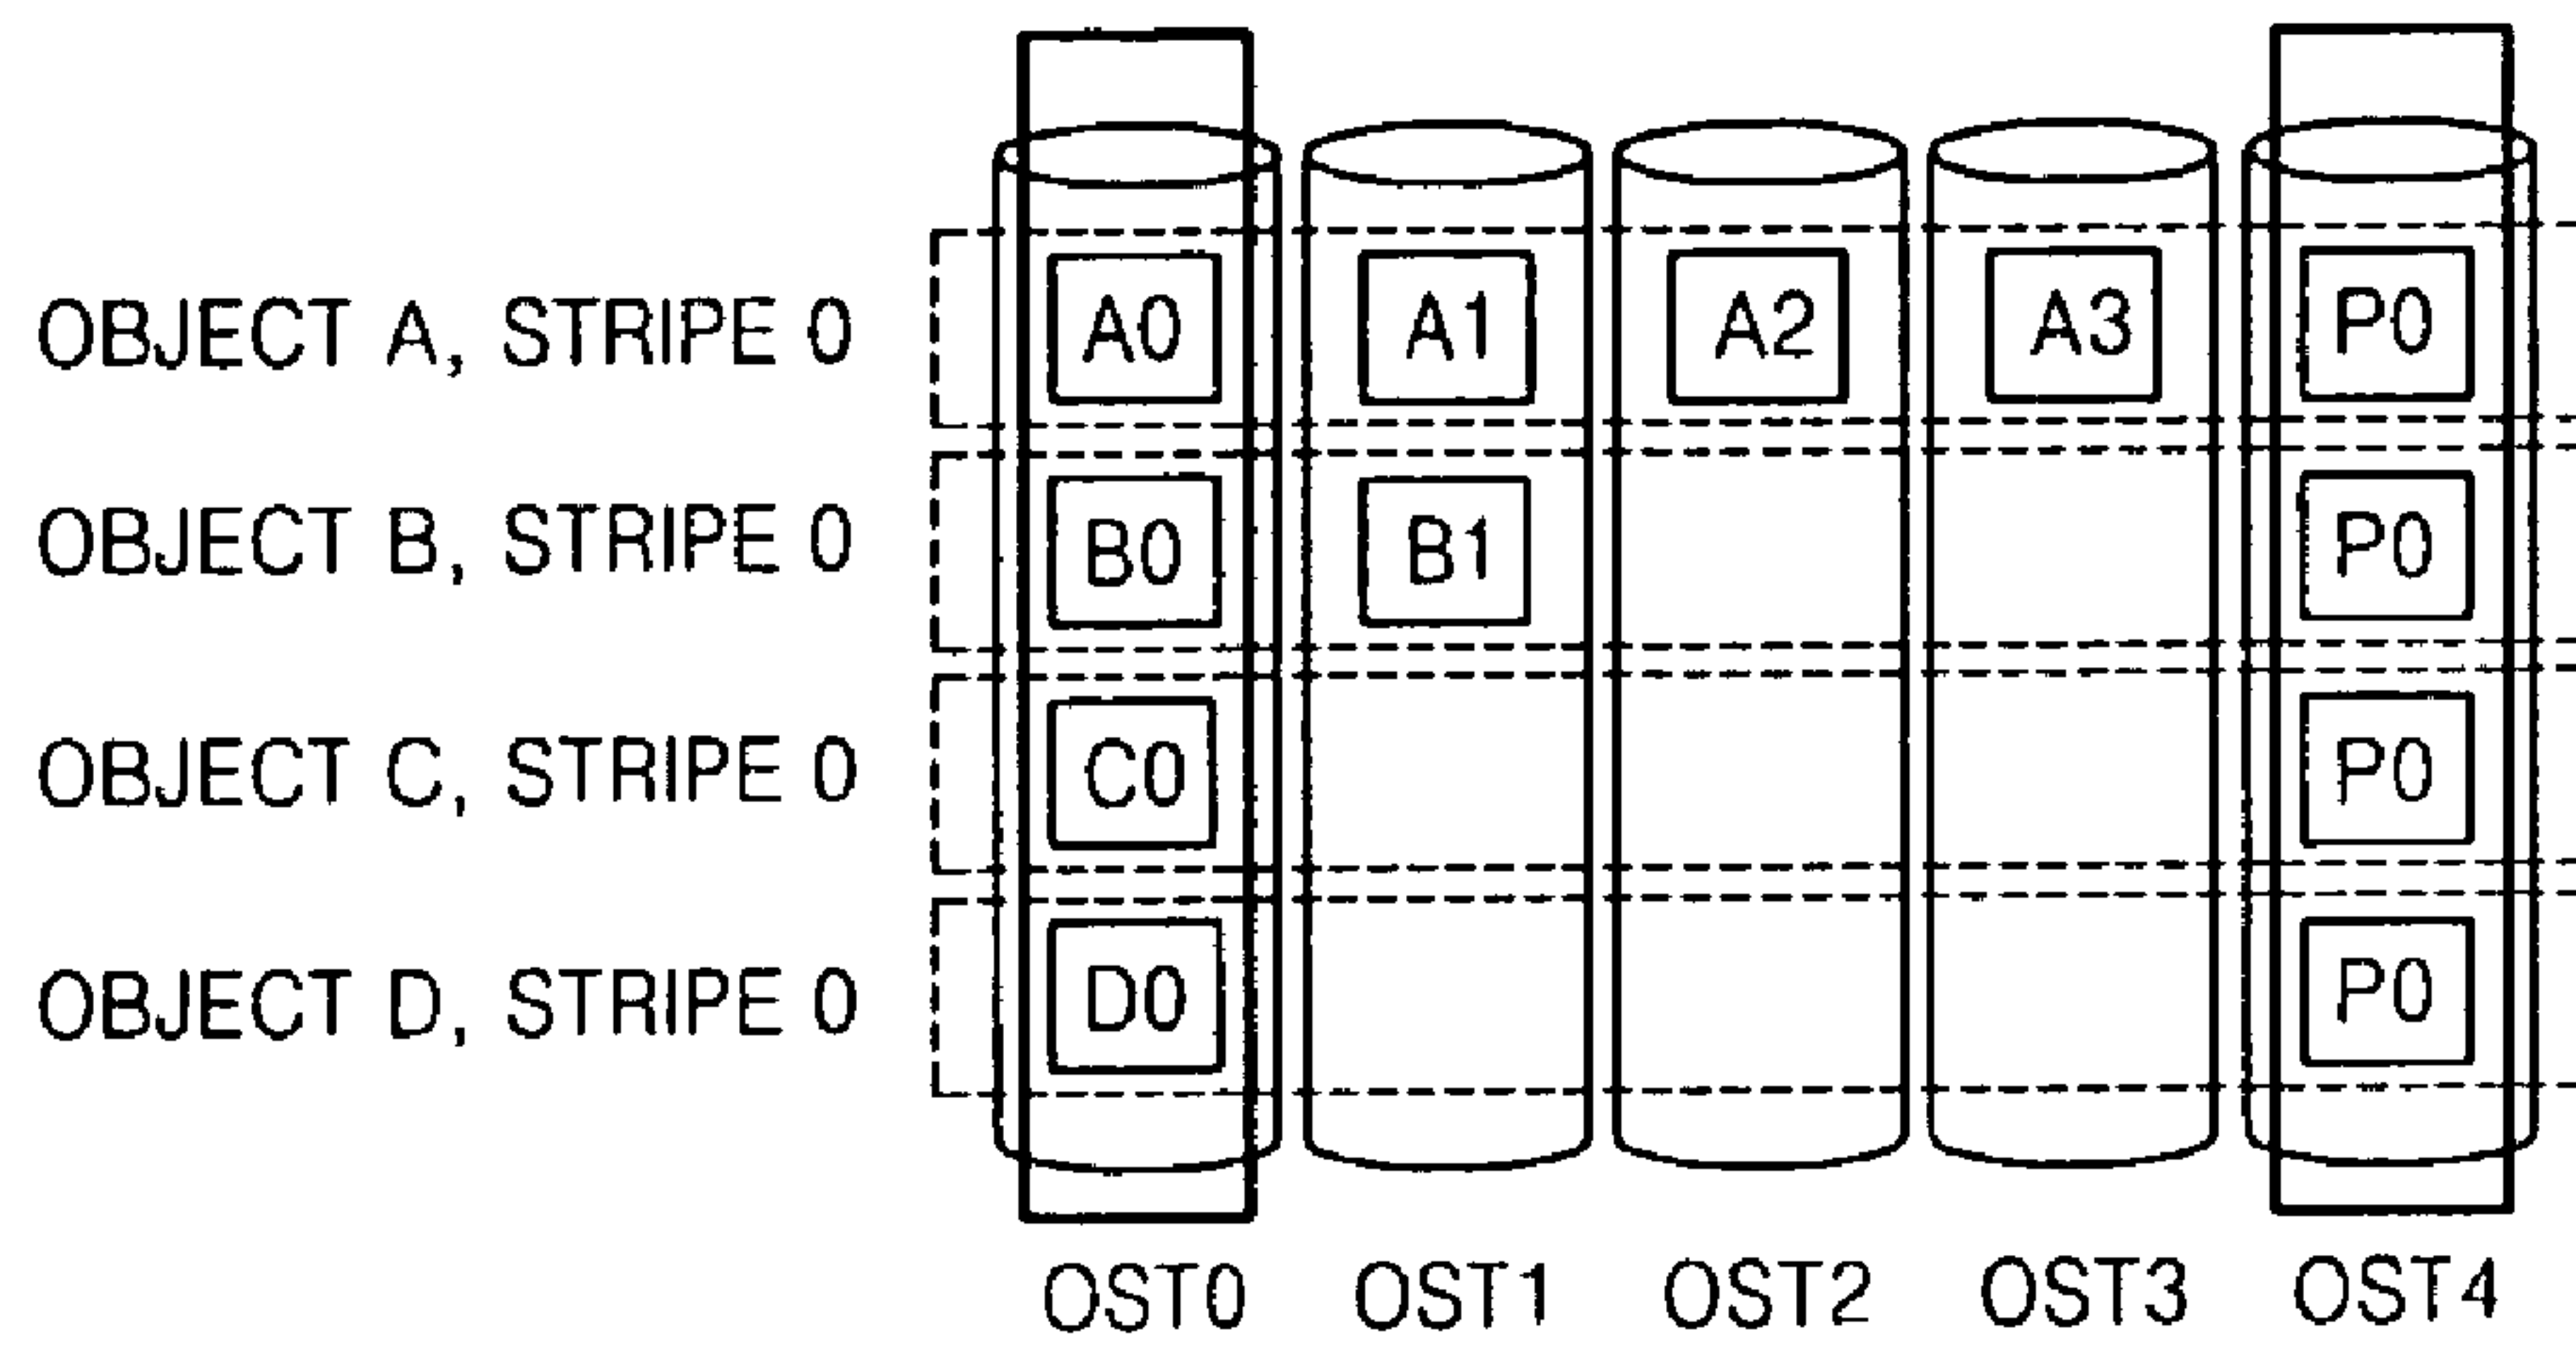 OBJECT A, STRIPE 0 A0 A1 A2 A3 P0
OBJECT B, STRIPE 0 B0 B1 P0
OBJECT C, STRIPE 0 C0 P0
OBJECT D, STRIPE 0 D0 P0
OST0 OST1 OST2 OST3 OST4